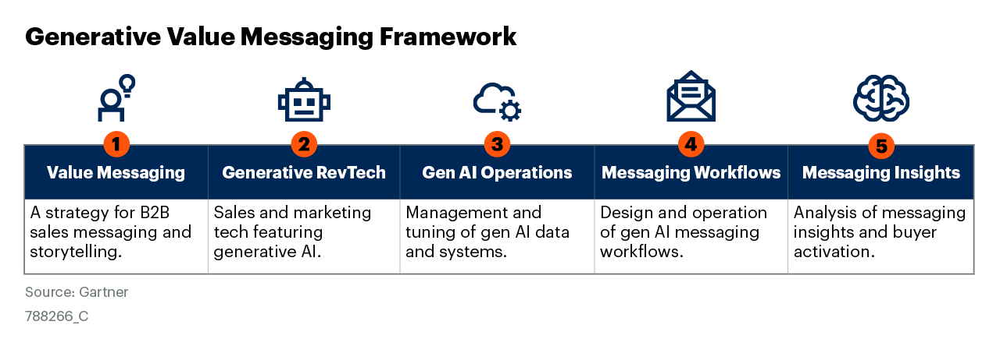 Generative Value Messaging Framework
1 2 3 4 5
Value Messaging Generative RevTech Gen AI Operations Messaging Workflows Messaging Insights
A strategy for B2B
sales messaging and
storytelling.
Sales and marketing
tech featuring
generative AI.
Management and
tuning of gen AI data
and systems.
Design and operation
of gen AI messaging
workflows.
Analysis of messaging
insights and buyer
activation.
Source: Gartner
788266_C